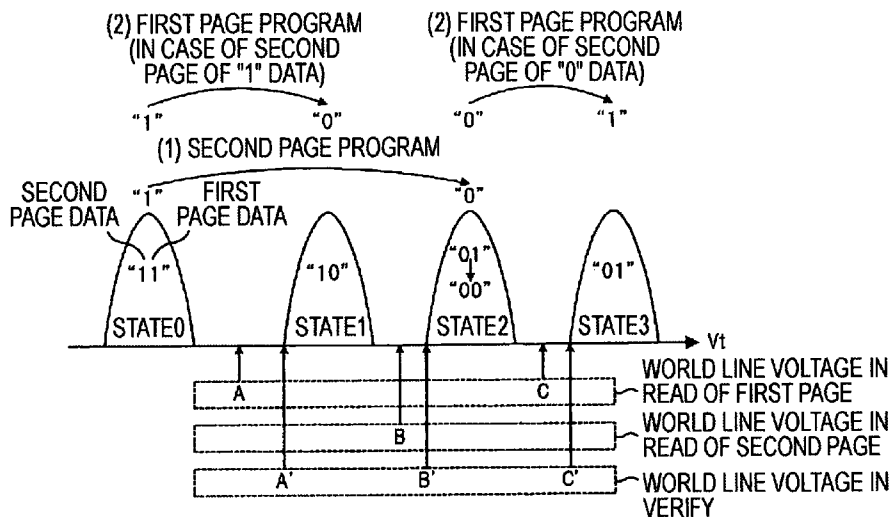 (2) FIRST PAGE PROGRAM
(IN CASE OF SECOND
PAGE OF "1" DATA)
(2) FIRST PAGE PROGRAM
(IN CASE OF SECOND
PAGE OF "0" DATA)
"1" "0" "0" "1"
(1) SECOND PAGE PROGRAM
"1" "0"
SECOND
PAGE DATA
FIRST
PAGE DATA
"11" "10" "01" "01"
"00"
STATE0 STATE1 STATE2 STATE3
Vt
A C
WORLD LINE VOLTAGE IN
READ OF FIRST PAGE
B
WORLD LINE VOLTAGE IN
READ OF SECOND PAGE
A' B' C'
WORLD LINE VOLTAGE IN
VERIFY